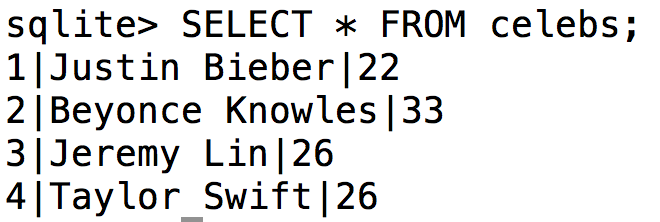 sqlite> SELECT * FROM celebs;
1|Justin Bieber|22
2|Beyonce Knowles|33
3|Jeremy Lin|26
4|Taylor Swift|26